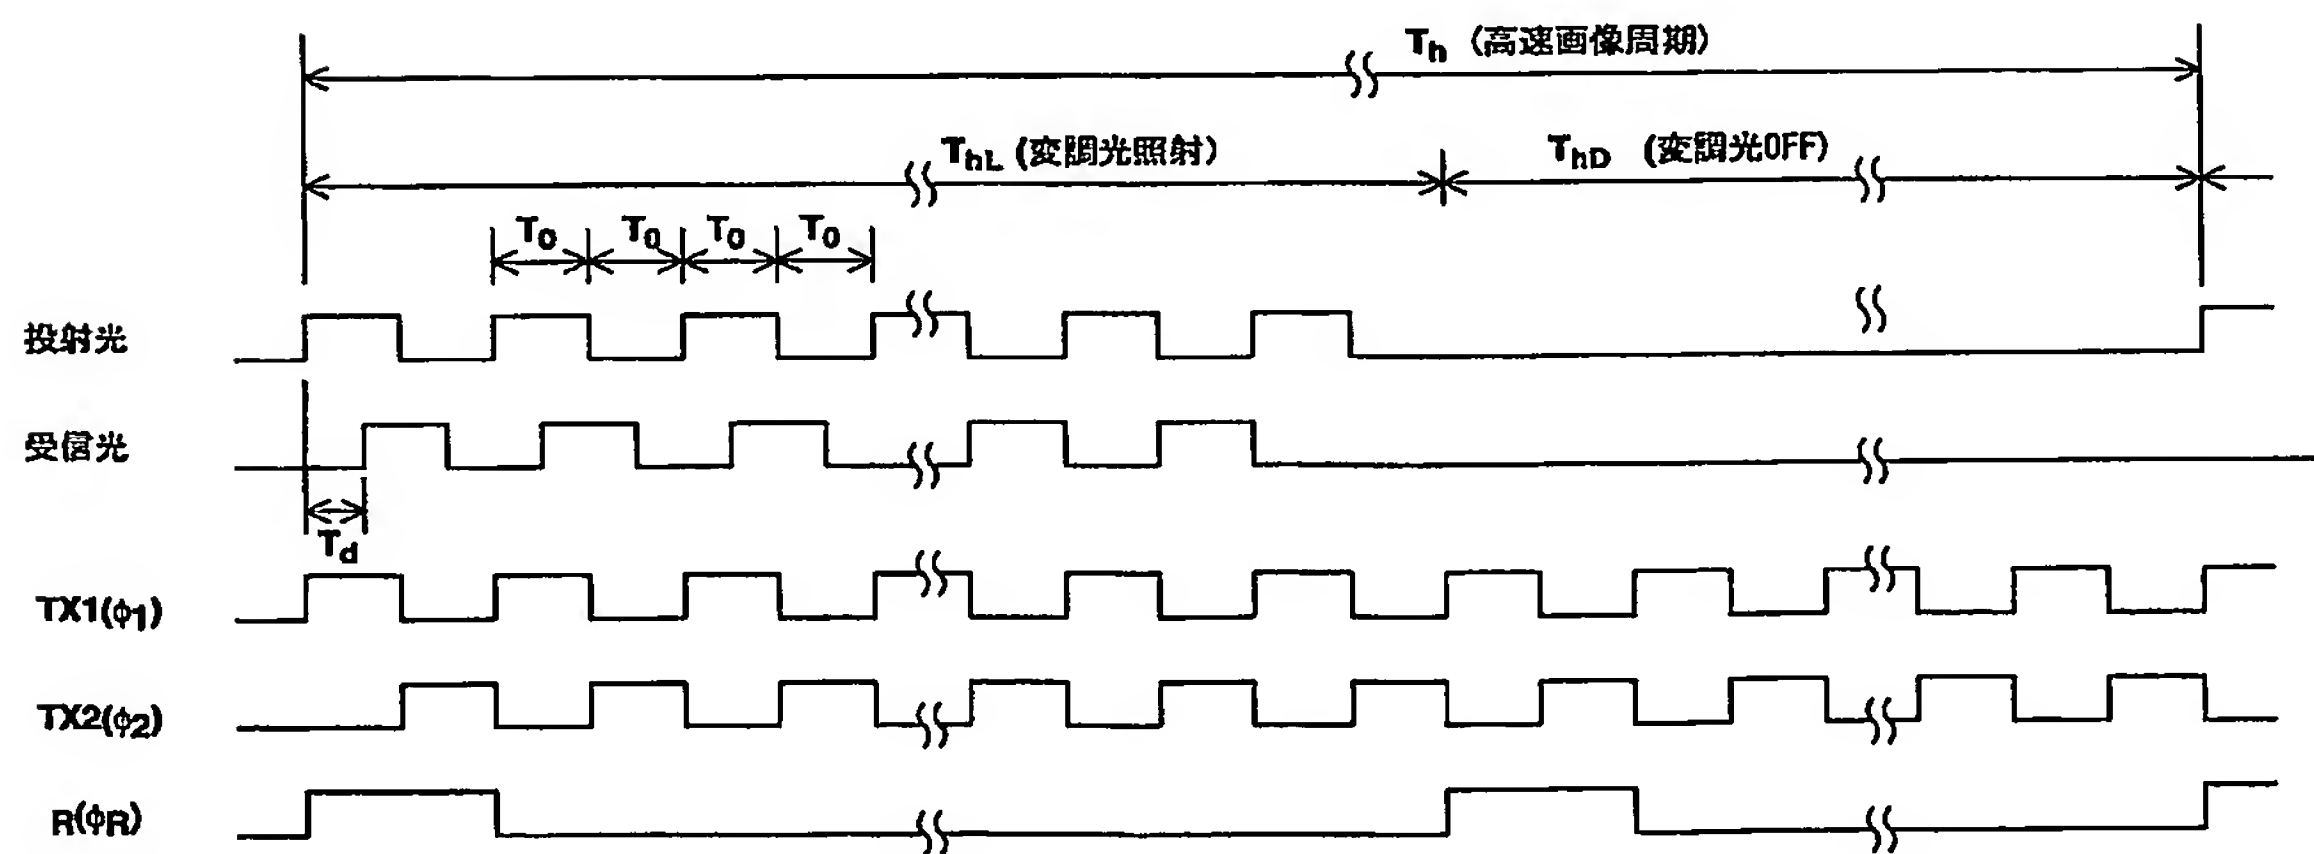 Th (高速画像周期)
ThL (変調光照射) ThD (変調光OFF)
T0 T0 T0 T0
投射光
受信光
Td
TX1(φ1)
TX2(φ2)
R(φR)